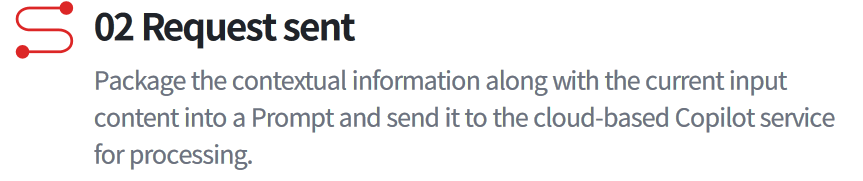 02 Request sent
Package the contextual information along with the current input
content into a Prompt and send it to the cloud-based Copilot service
for processing.